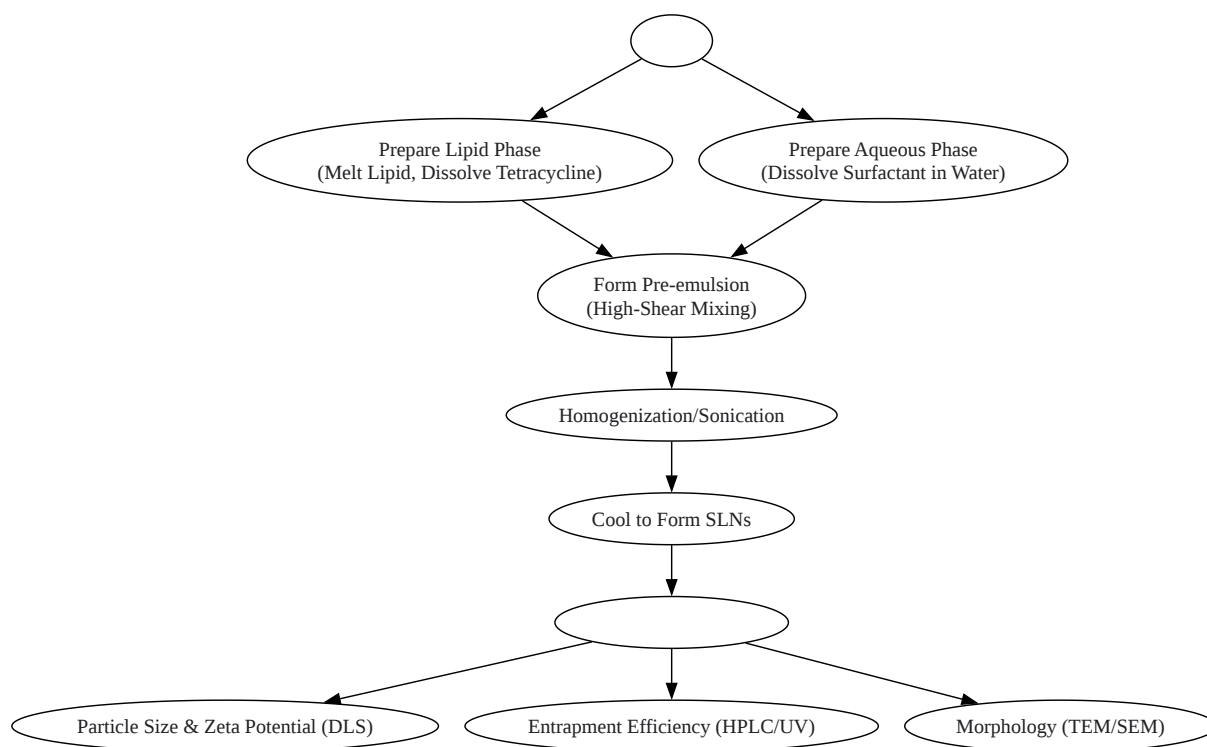 Prepare Lipid Phase
(Melt Lipid, Dissolve Tetracycline)
Prepare Aqueous Phase
(Dissolve Surfactant in Water)
Form Pre-emulsion
(High-Shear Mixing)
Homogenization/Sonication
Cool to Form SLNs
Particle Size & Zeta Potential (DLS)
Entrapment Efficiency (HPLC/UV)
Morphology (TEM/SEM)